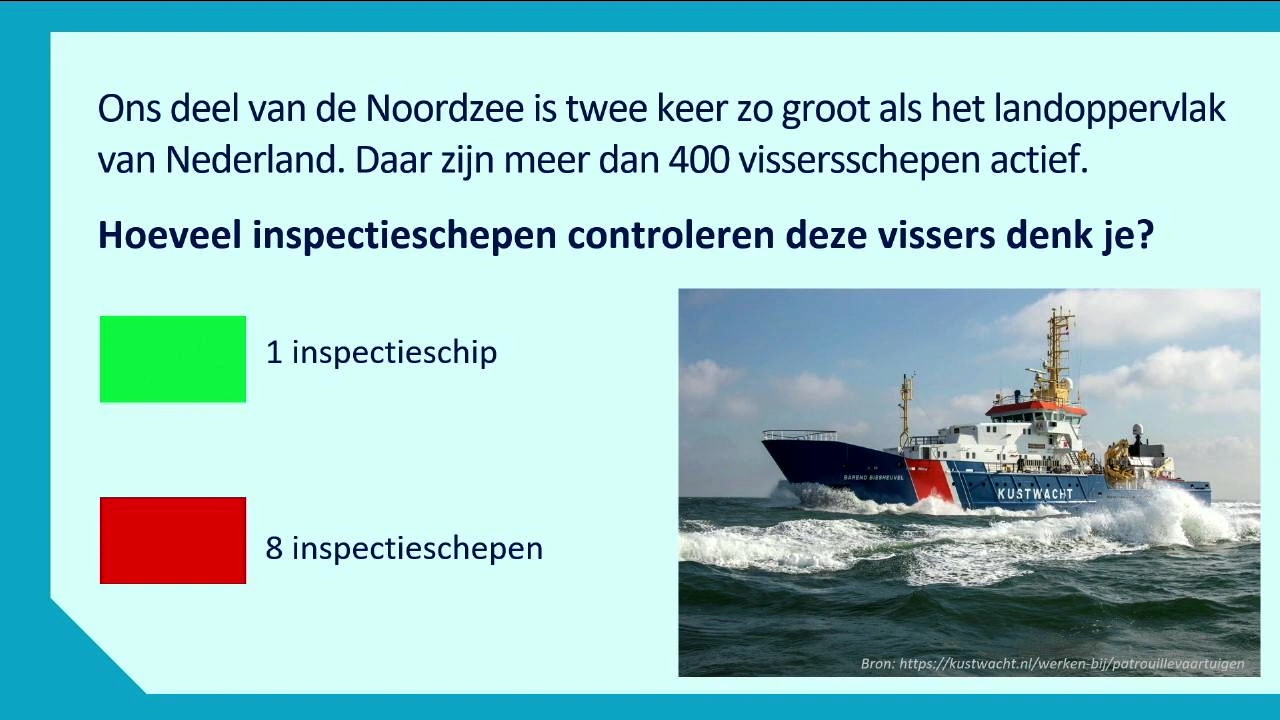 Ons deel van de Noordzee is twee keer zo groot als het landoppervlak
van Nederland. Daar zijn meer dan 400 vissersschepen actief.
Hoeveel inspectieschepen controleren deze vissers denk je?
1 inspectieschip
8 inspectieschepen
BAREND BIESHEUVEL
KUSTWACHT
Bron: https://kustwacht.nl/werken-bij/patrouillevaartuigen